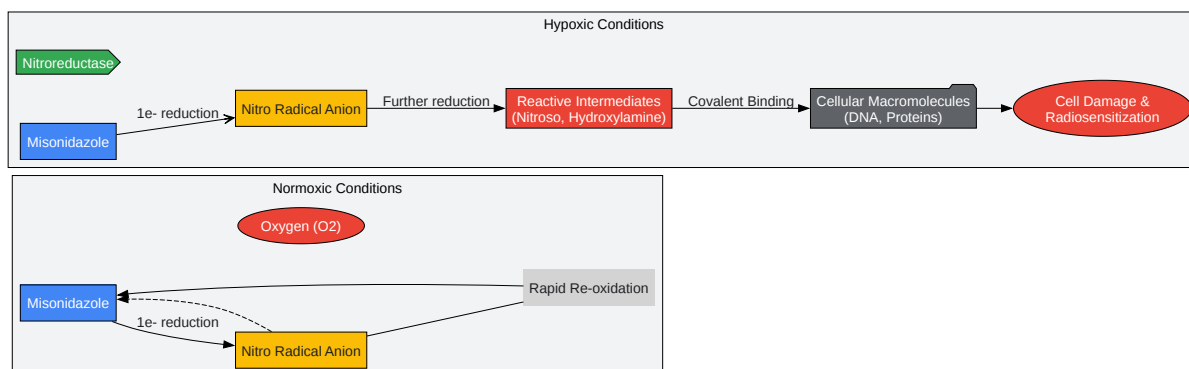 Hypoxic Conditions
Nitroreductase
1e- reduction
Misonidazole
Nitro Radical Anion
Further reduction
Reactive Intermediates
(Nitroso, Hydroxylamine)
Covalent Binding
Cellular Macromolecules
(DNA, Proteins)
Cell Damage &
Radiosensitization
Normoxic Conditions
Oxygen (O2)
Misonidazole
1e- reduction
Nitro Radical Anion
Rapid Re-oxidation